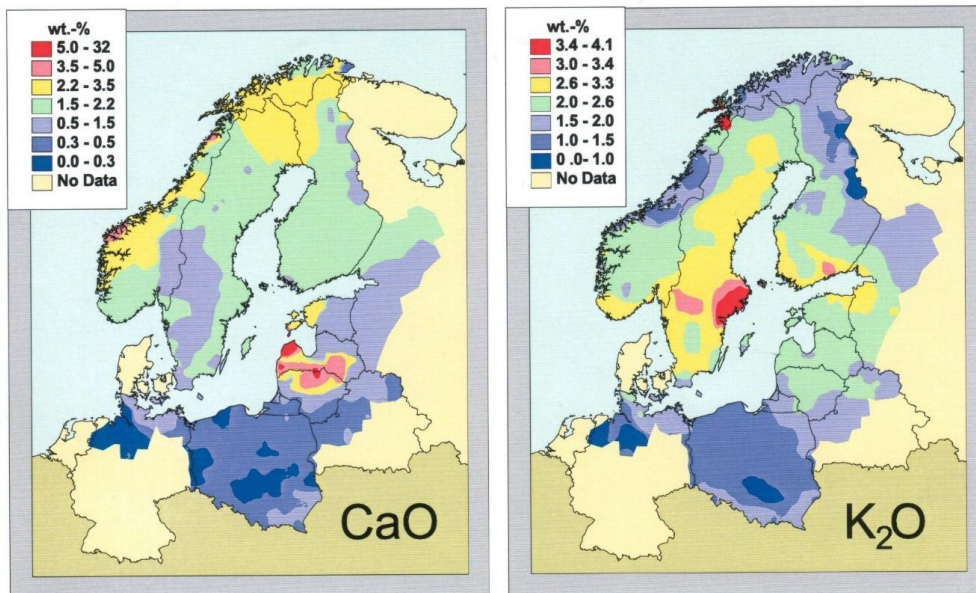 wt.-%
5.0 - 32
3.5 - 5.0
2.2 - 3.5
1.5 - 2.2
0.5 - 1.5
0.3 - 0.5
0.0 - 0.3
No Data
CaO
wt.-%
3.4 - 4.1
3.0 - 3.4
2.6 - 3.3
2.0 - 2.6
1.5 - 2.0
1.0 - 1.5
0 .0- 1.0
No Data
K₂O